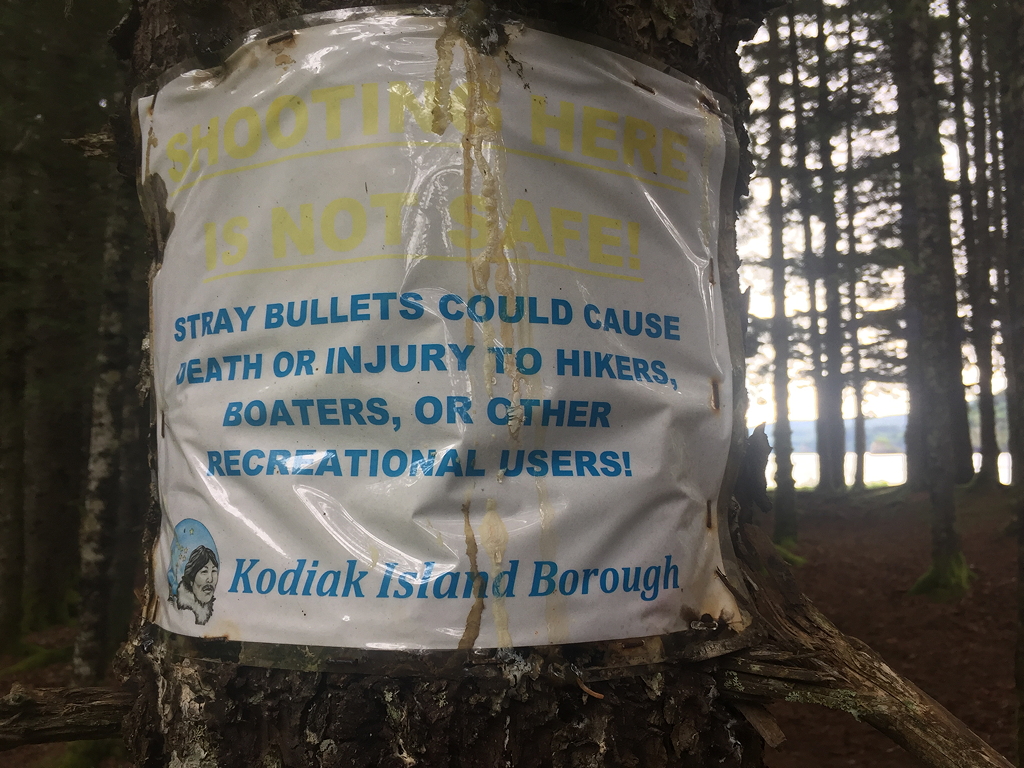 SHOOTING HERE
IS NOT SAFE!
STRAY BULLETS COULD CAUSE
DEATH OR INJURY TO HIKERS,
BOATERS, OR OTHER
RECREATIONAL USERS!
Kodiak Island Borough